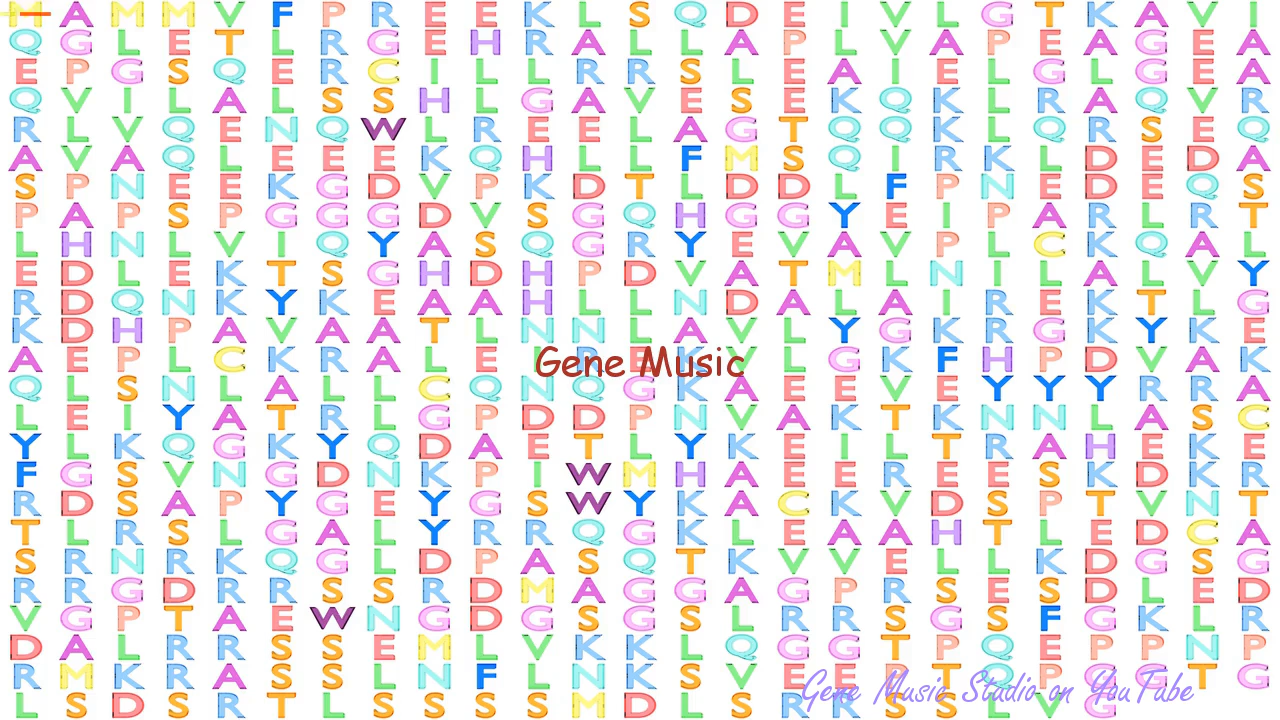 M A M M V F P R E E K L S Q D E I V L G T K A V I
Q G L E T L R G E H R A L L A P L V A P E A G E A
E P G S Q E R C I L L R R S L E A I E L G L G E A
Q V I L A L S S H L G A V E S E K Q K L R A Q V R
R L V Q E N Q W L R E E L A G T Q Q K L Q R S E Q
A V A Q L E E E K Q H L L F M S Q I R K L D E D A
S P N E E K G D V P K D T L D D L F P N E D E Q S
P A P S P G G G D V S G Q H G G Y E I P A R L R T
L H N L V I Q Y A S Q G R Y E V A V P L C K Q A L
E D L E K T S G H D H P D V A T M L N I L A L V Y
R D Q N K Y K E A A H L L N D A L A I R E K T L G
K D H P A V A A T L N N L A V L Y G K R G K Y K E
A E P L C K R A L E R E K V L G K F H P D V A K
Gene Music
Q L S N L A L L C Q N Q G K A E E V E Y Y Y R R A
L E I Y A T R L G P D D P N V A K T K N N L A S C
Y L K Q G K Y Q D A E T L Y K E I L T R A H E K E
F G S V N G D N K P I W M H A E E R E E S K D K R
R D S A P Y G E Y G S W Y K A C K V D S P T V N T
T L R S L G A L Y R R Q G K L E A A H T L E D C A
S R N R K Q G L D P A S Q T K V V E L L K D G S G
R R G D R R S S R D M A G G A G P R S E S D L E D
V G P T A E W N G D G S G S L R R S G S F G K L R
D A L R R S S E M L V K K L Q G G T P Q E P P N P
R M K R A S S L N F L N K S V E E P T Q P G T G
Gene Music Studio on YouTube
L S D S R T L S S S S M D L S R K S S L V G